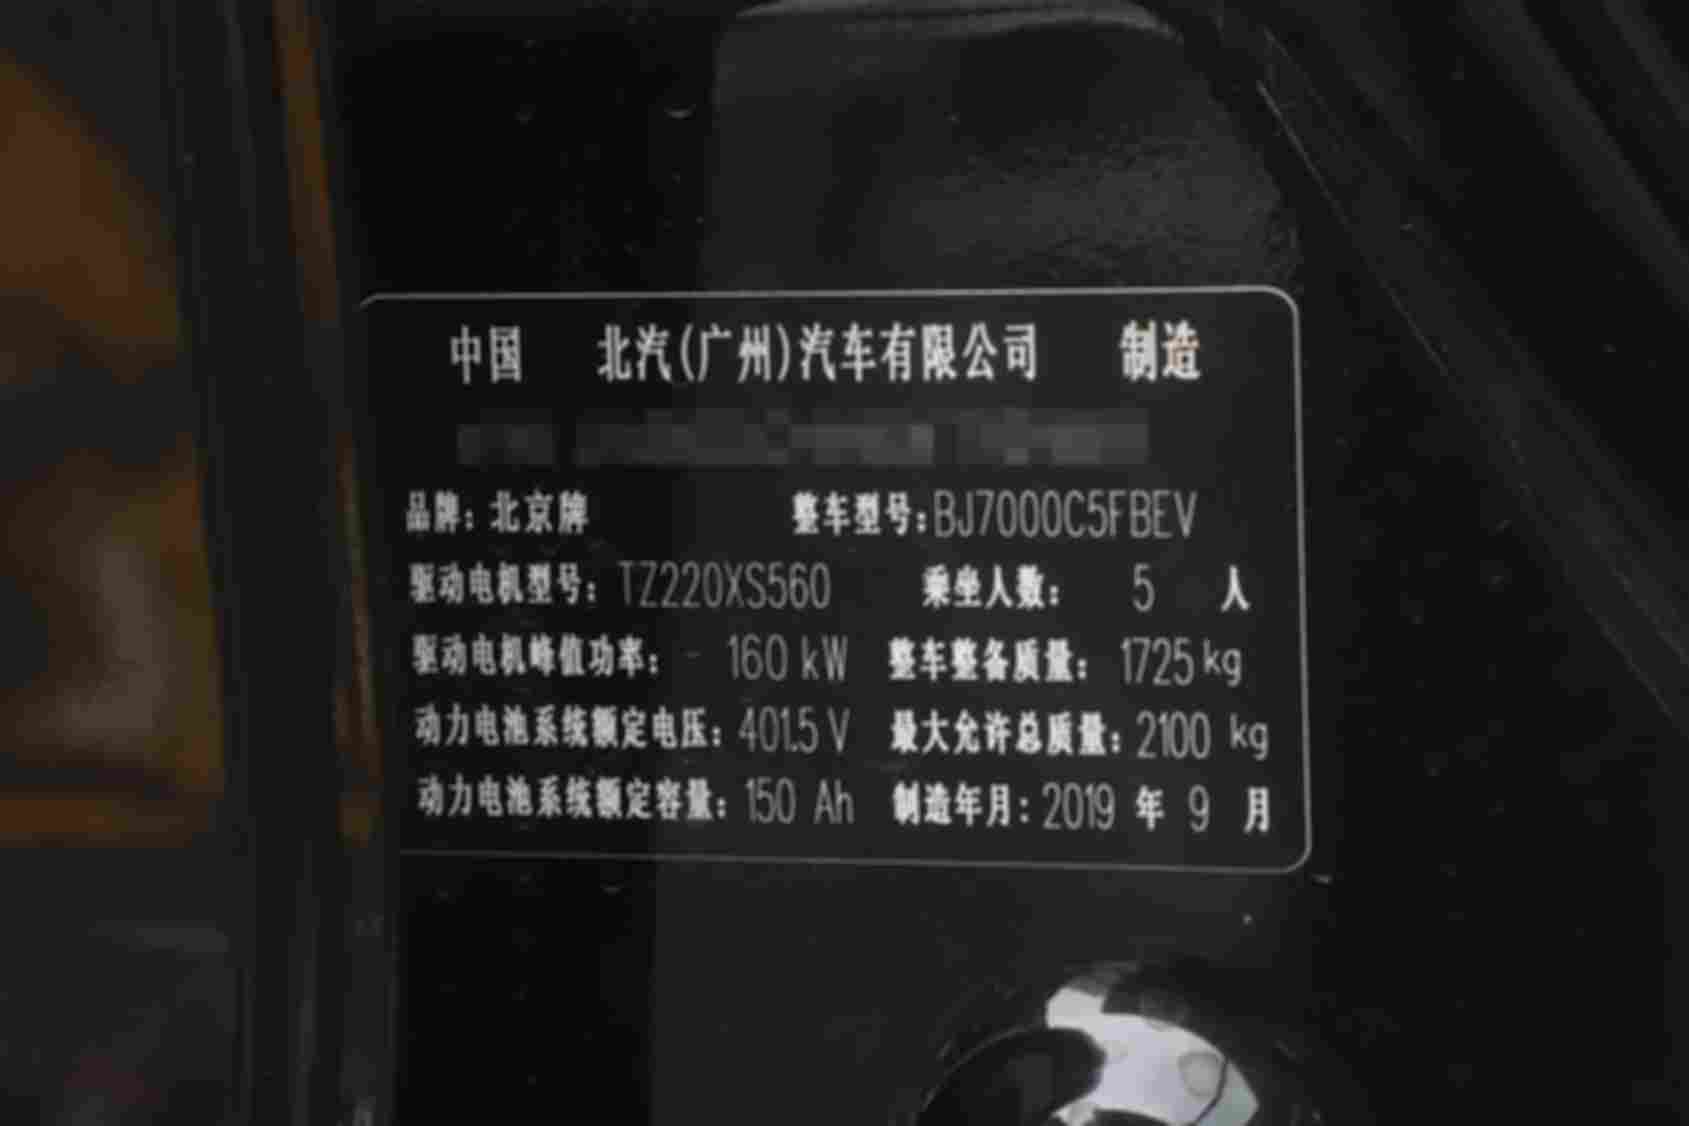 中国 北汽(广州)汽车有限公司 制造
品牌：北京牌 整车型号：BJ7000C5FBEV
驱动电机型号：TZ220XS560 乘坐人数：5 人
驱动电机峰值功率：160 kW 整车整备质量：1725 kg
动力电池系统额定电压：401.5 V 最大允许总质量：2100 kg
动力电池系统额定容量：150 Ah 制造年月：2019 年 9 月